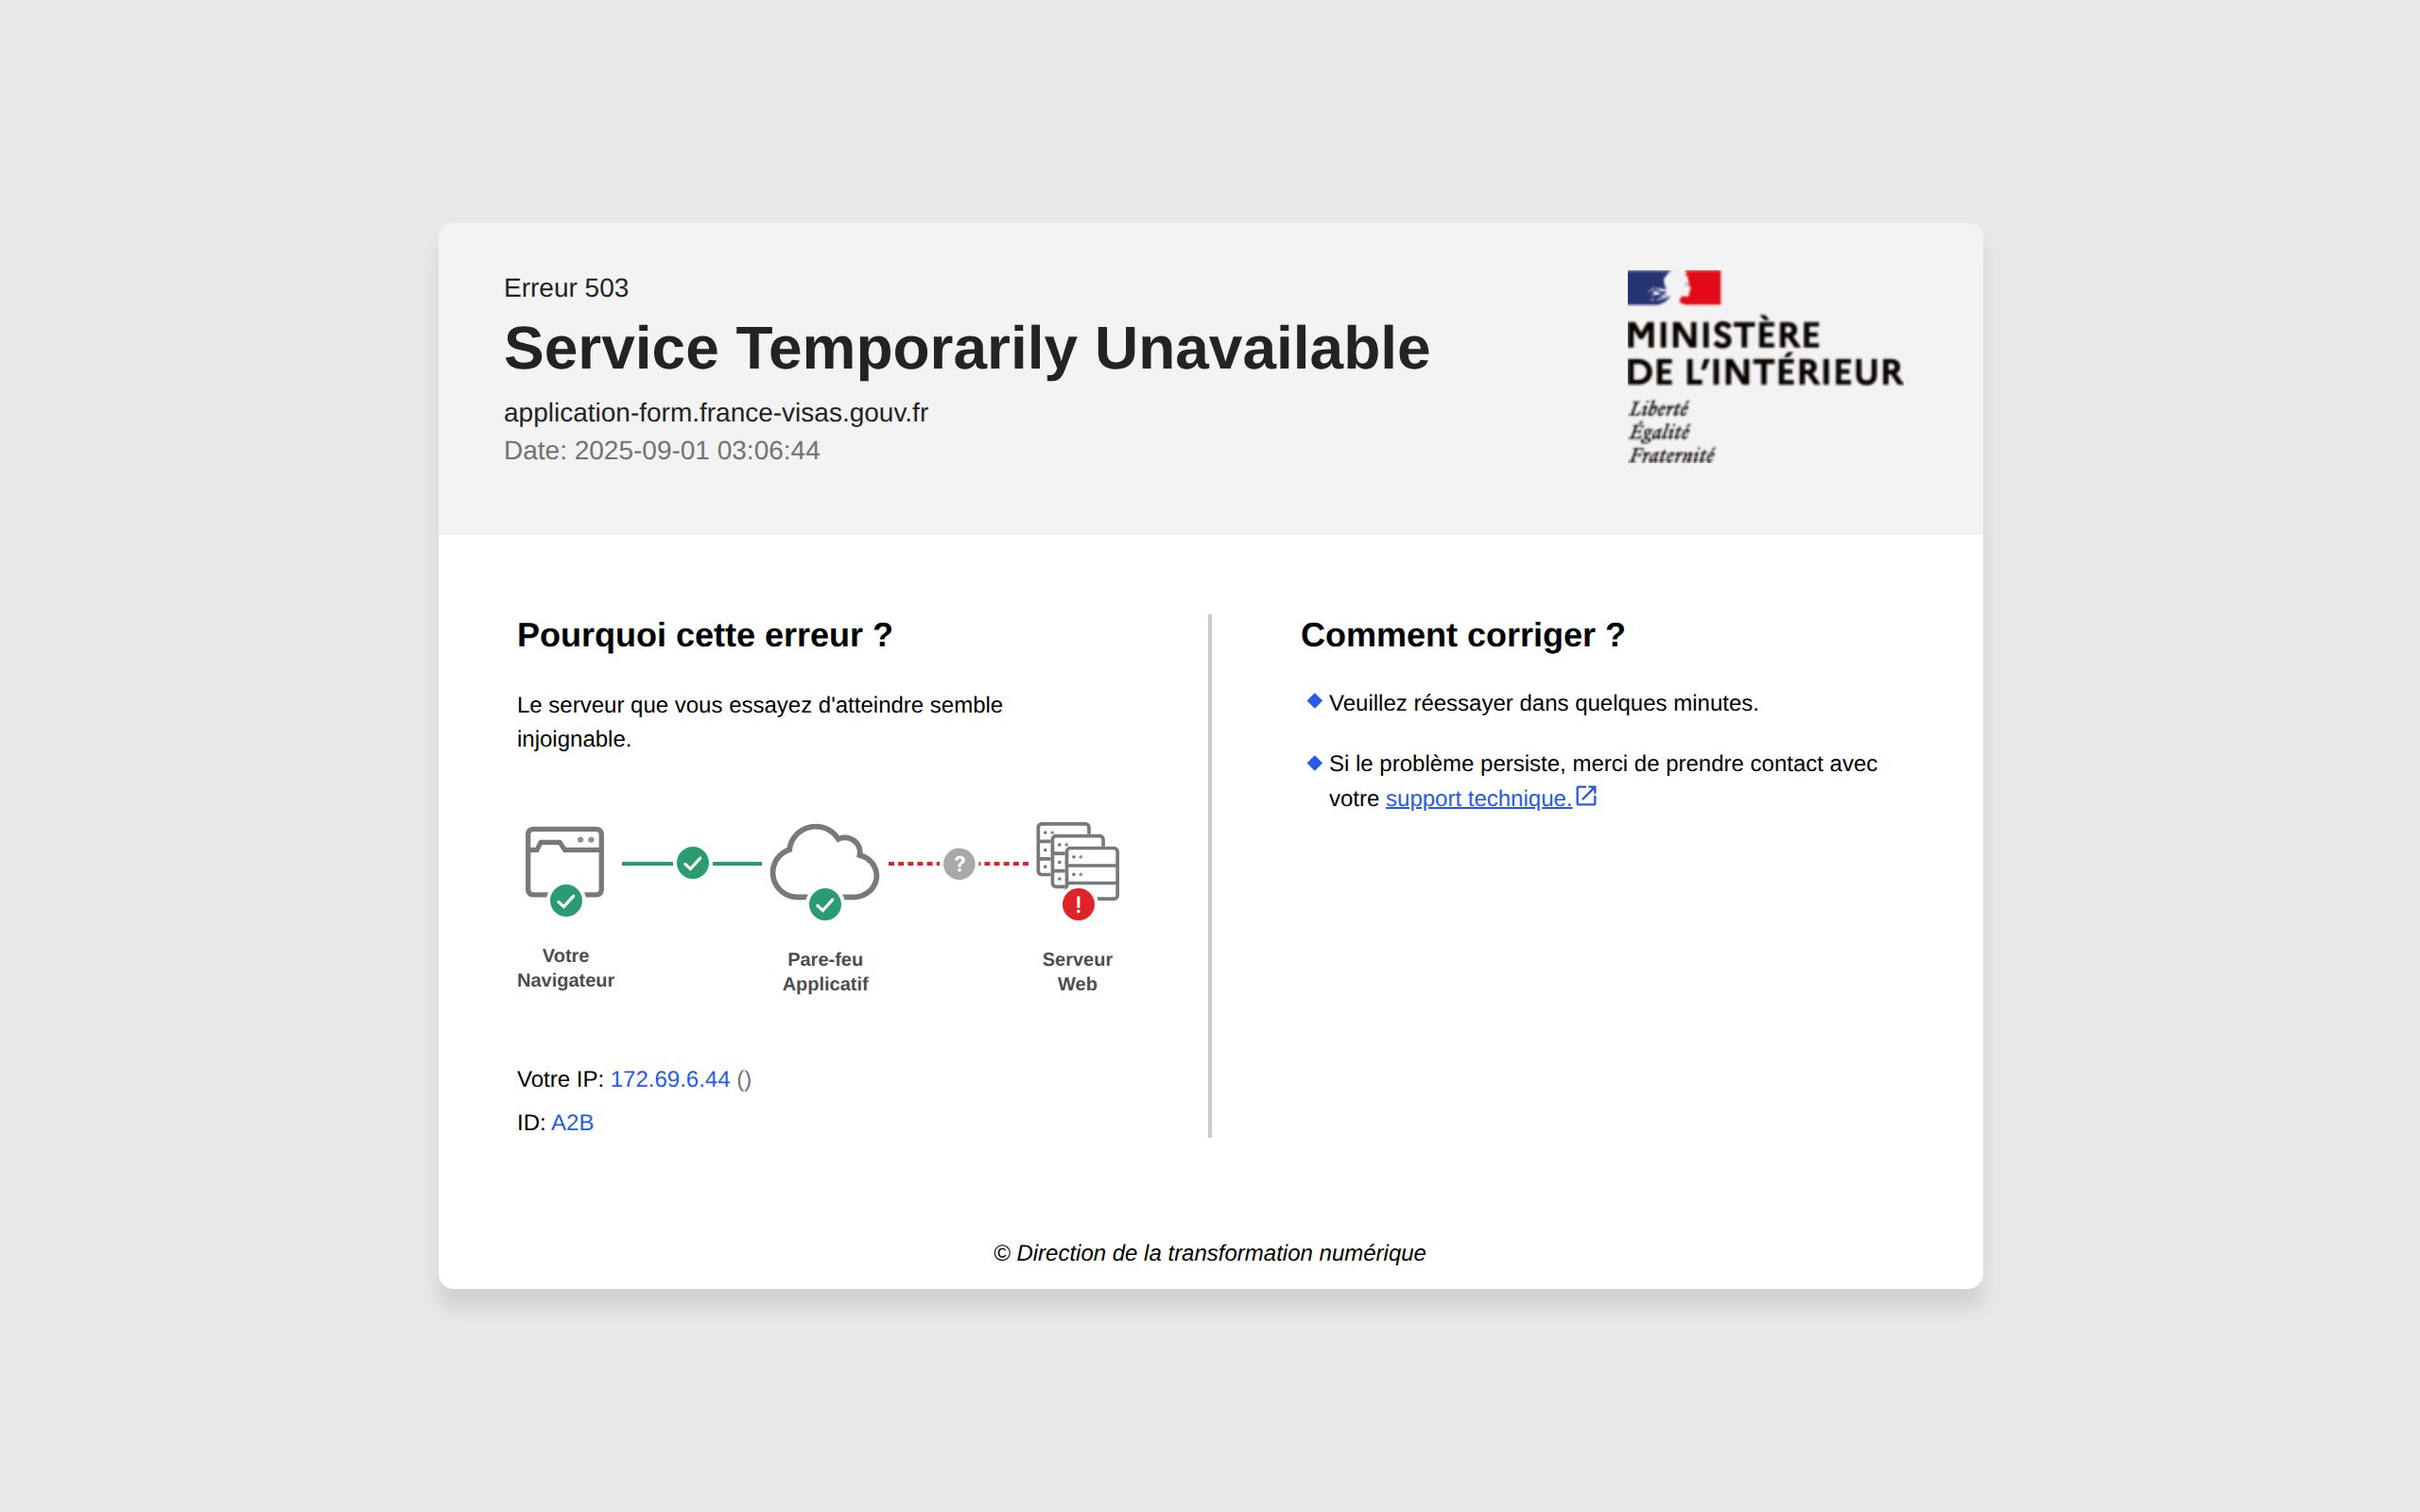 Erreur 503
Service Temporarily Unavailable
application-form.france-visas.gouv.fr
Date: 2025-09-01 03:06:44
MINISTÈRE
DE L'INTÉRIEUR
Liberté
Égalité
Fraternité
Pourquoi cette erreur ?
Le serveur que vous essayez d'atteindre semble
injoignable.
Votre
Navigateur
Pare-feu
Applicatif
Serveur
Web
Votre IP: 172.69.6.44 ()
ID: A2B
Comment corriger ?
Veuillez réessayer dans quelques minutes.
Si le problème persiste, merci de prendre contact avec
votre support technique.
© Direction de la transformation numérique